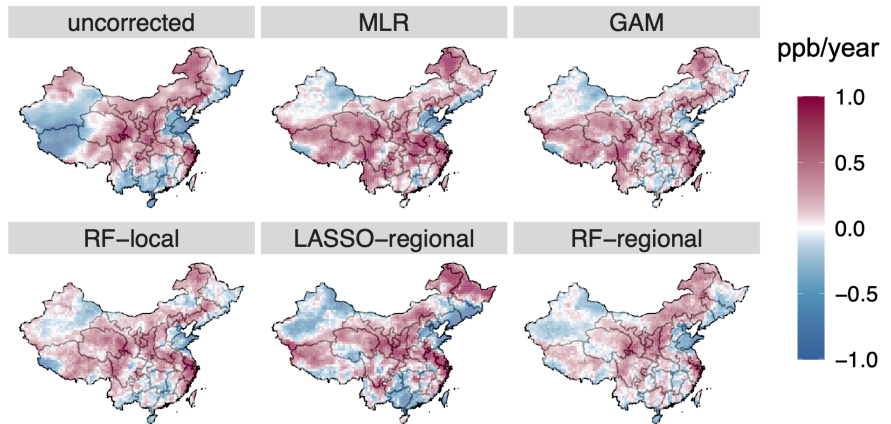 uncorrected
MLR
GAM
ppb/year
1.0
0.5
0.0
−0.5
−1.0
RF−local
LASSO−regional
RF−regional